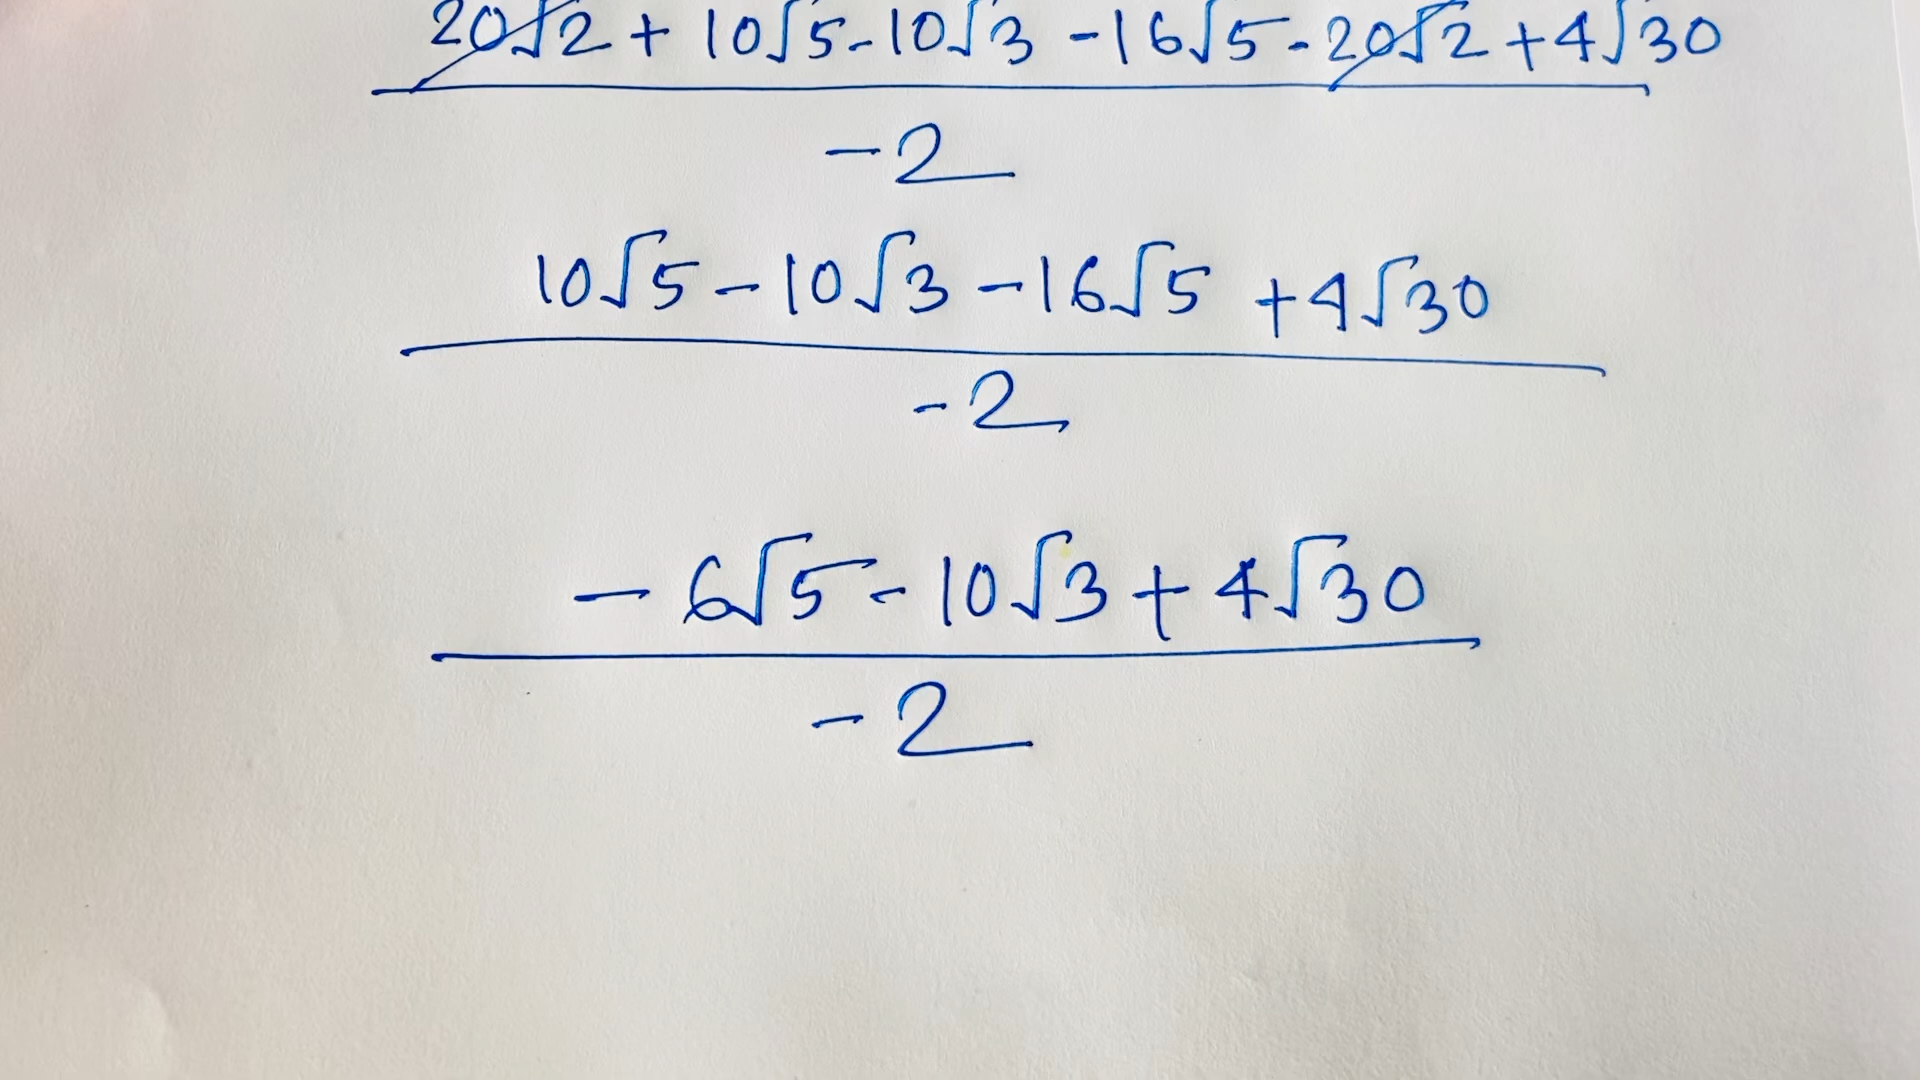 20√2 + 10√5 - 10√3 - 16√5 - 20√2 + 4√30
-2
10√5 - 10√3 - 16√5 + 4√30
-2
- 6√5 - 10√3 + 4√30
-2